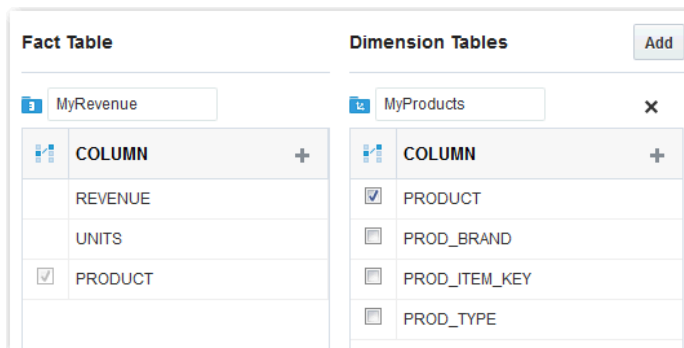 Fact Table
Dimension Tables
Add
MyRevenue
MyProducts
COLUMN
COLUMN
REVENUE
PRODUCT
UNITS
PROD_BRAND
PRODUCT
PROD_ITEM_KEY
PROD_TYPE